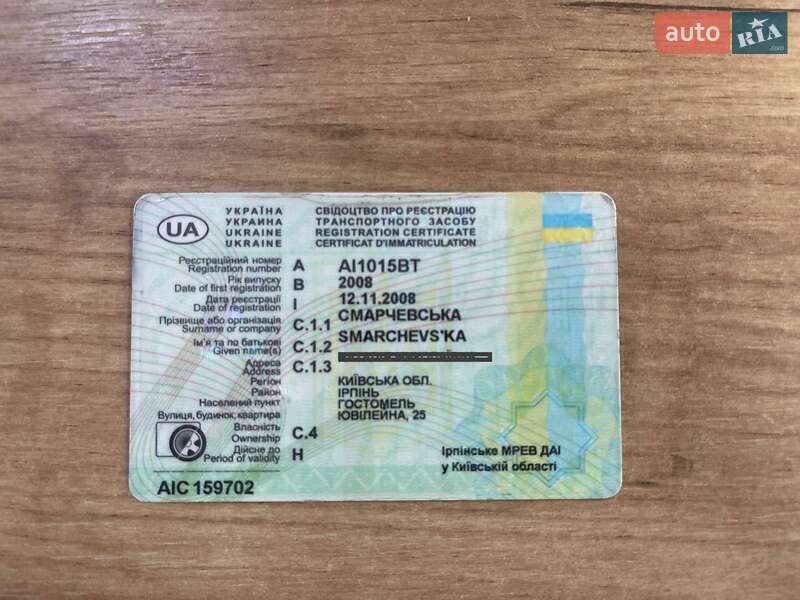 auto RIA .com
UA
УКРАЇНА
УКРАИНА
UKRAINE
UKRAINE
СВІДОЦТВО ПРО РЕЄСТРАЦІЮ
ТРАНСПОРТНОГО ЗАСОБУ
REGISTRATION CERTIFICATE
CERTIFICAT D'IMMATRICULATION
Реєстраційний номер
Registration number A AI1015BT
Рік випуску
Date of first registration B 2008
Дата реєстрації
Date of registration I 12.11.2008
Прізвище або організація
Surname or company C.1.1 СМАРЧЕВСЬКА
SMARCHEVS'KA
Ім'я та по батькові
Given name(s) C.1.2
Адреса
Address C.1.3
Регіон КИЇВСЬКА ОБЛ.
Район ІРПІНЬ
Населений пункт ГОСТОМЕЛЬ
Вулиця, будинок, квартира ЮВІЛЕЙНА, 25
Власність
Ownership C.4
Дійсне до
Period of validity H
Ірпінське МРЕВ ДАІ
у Київській області
AIC 159702